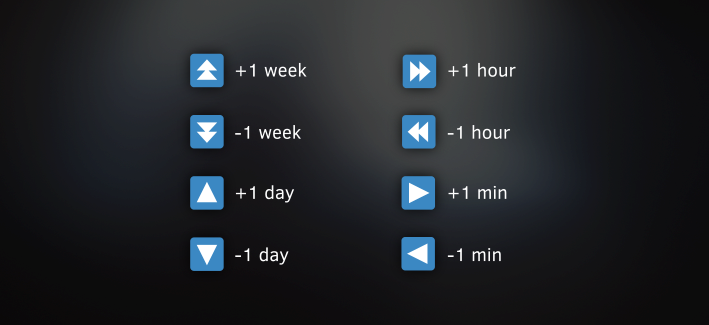 +1 week
-1 week
+1 day
-1 day
+1 hour
-1 hour
+1 min
-1 min